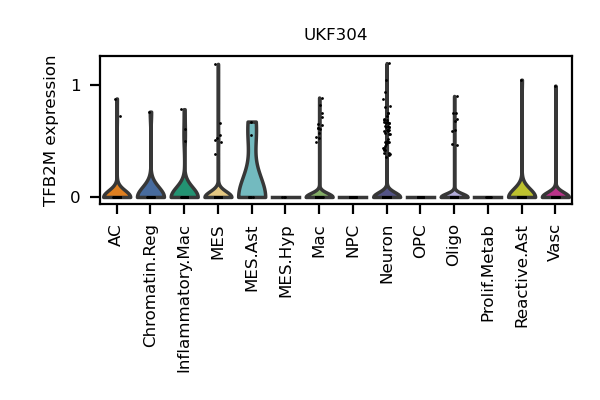 UKF304
TFB2M expression
1
0
AC
Chromatin.Reg
Inflammatory.Mac
MES
MES.Ast
MES.Hyp
Mac
NPC
Neuron
OPC
Oligo
Prolif.Metab
Reactive.Ast
Vasc